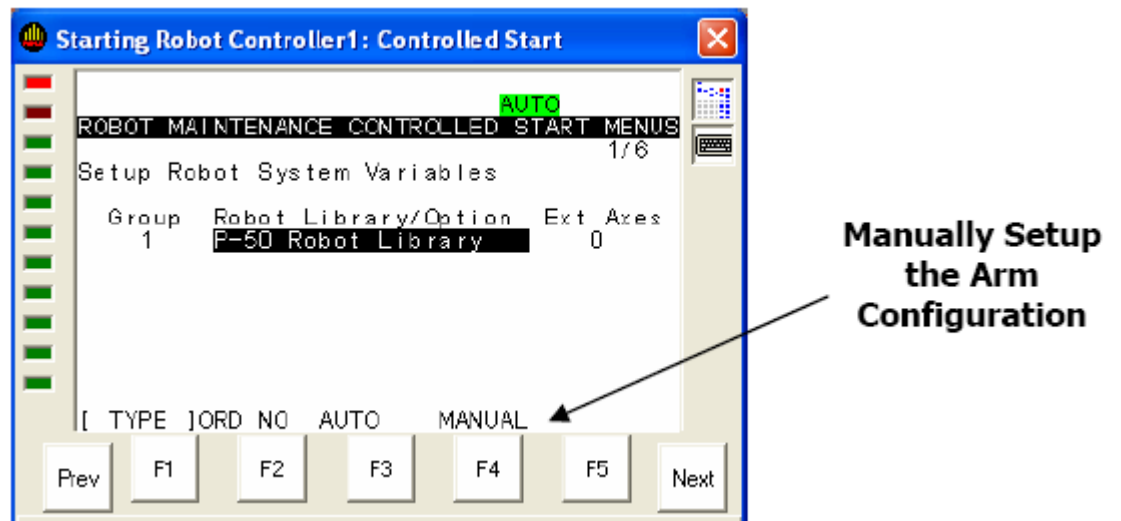 Starting Robot Controller1: Controlled Start
AUTO
ROBOT MAINTENANCE CONTROLLED START MENUS
1/6
Setup Robot System Variables
Group Robot Library/Option Ext Axes
1 P-50 Robot Library 0
[ TYPE ]ORD NO AUTO MANUAL
Prev F1 F2 F3 F4 F5 Next
Manually Setup
the Arm
Configuration